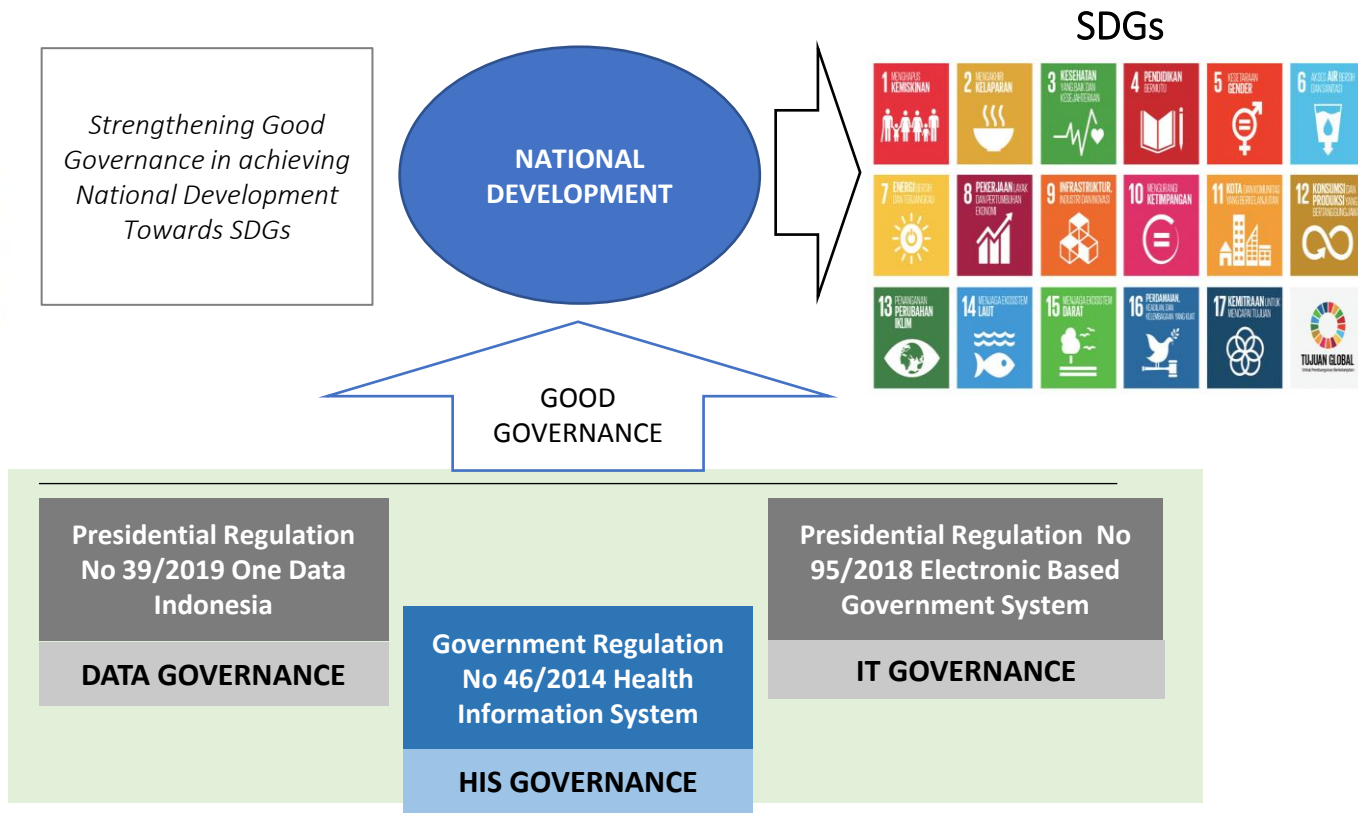 SDGs
Strengthening Good
Governance in achieving
National Development
Towards SDGs
NATIONAL
DEVELOPMENT
1 MENGHAPUS
KEMISKINAN
2 MENGAKHIRI
KELAPARAN
3 KESEHATAN
YANG BAIK DAN
KESEJAHTERAAN
4 PENDIDIKAN
BERMUTU
5 KESETARAAN
GENDER
6 AKSES AIR BERSIH
DAN SANITASI
7 ENERGI BERSIH
DAN TERJANGKAU
8 PEKERJAAN LAYAK
DAN PERTUMBUHAN
EKONOMI
9 INFRASTRUKTUR,
INDUSTRI DAN INOVASI
10 MENGURANGI
KETIMPANGAN
11 KOTA DAN KOMUNITAS
YANG BERKELANJUTAN
12 KONSUMSI DAN
PRODUKSI YANG
BERTANGGUNGJAWAB
13 PENANGANAN
PERUBAHAN
IKLIM
14 MENJAGA EKOSISTEM
LAUT
15 MENJAGA EKOSISTEM
DARAT
16 PERDAMAIAN,
KEADILAN DAN
KELEMBAGAAN YANG KUAT
17 KEMITRAAN UNTUK
MENCAPAI TUJUAN
TUJUAN GLOBAL
Untuk Pembangunan Berkelanjutan
GOOD
GOVERNANCE
Presidential Regulation
No 39/2019 One Data
Indonesia
DATA GOVERNANCE
Government Regulation
No 46/2014 Health
Information System
HIS GOVERNANCE
Presidential Regulation No
95/2018 Electronic Based
Government System
IT GOVERNANCE